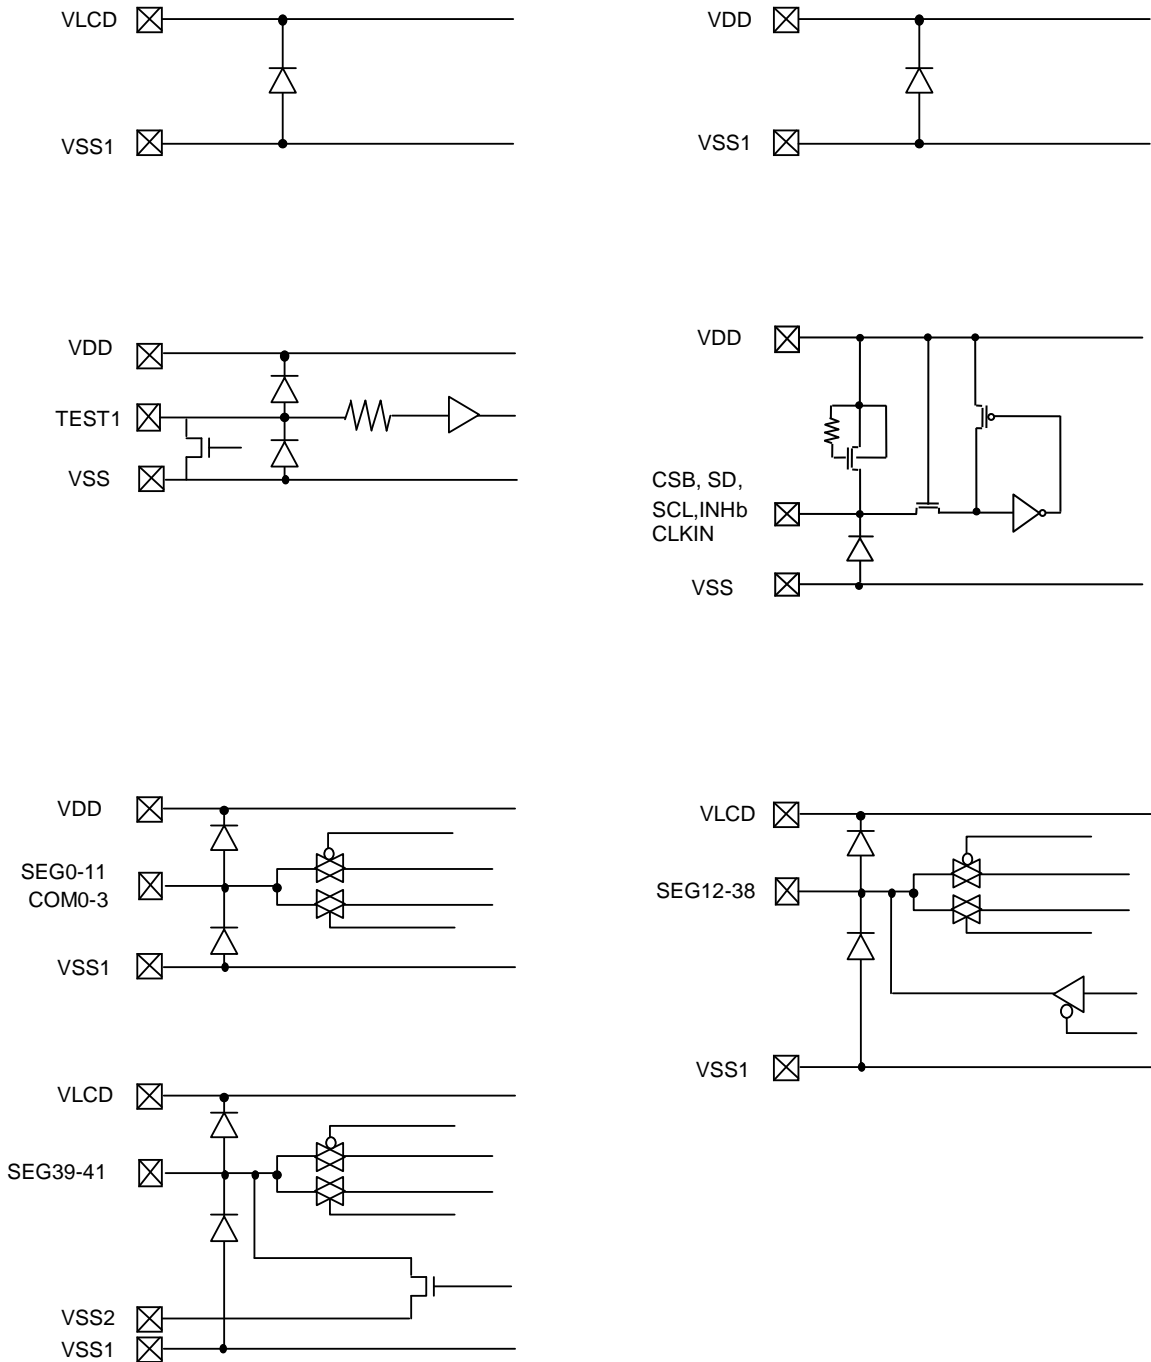 VLCD
VSS1
VDD
VSS1
VDD
TEST1
VSS
VDD
CSB, SD,
SCL,INHb
CLKIN
VSS
VDD
SEG0-11
COM0-3
VSS1
VLCD
SEG12-38
VSS1
VLCD
SEG39-41
VSS2
VSS1